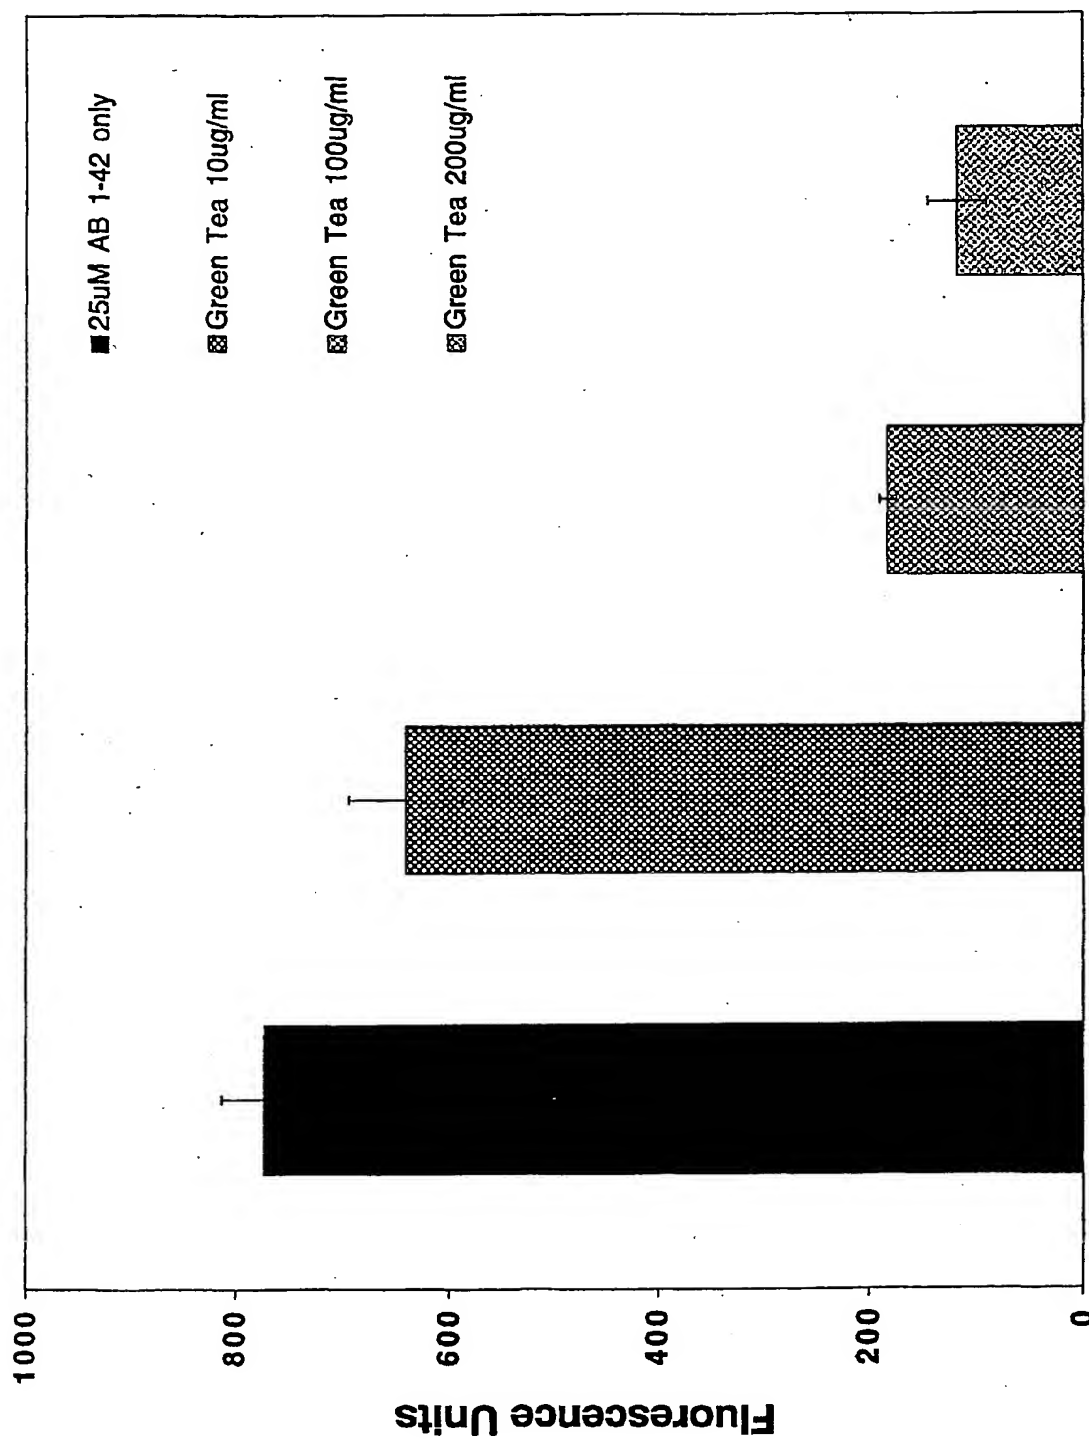 Fluorescence Units
1000
800
600
400
200
0
25uM AB 1-42 only
Green Tea 10ug/ml
Green Tea 100ug/ml
Green Tea 200ug/ml